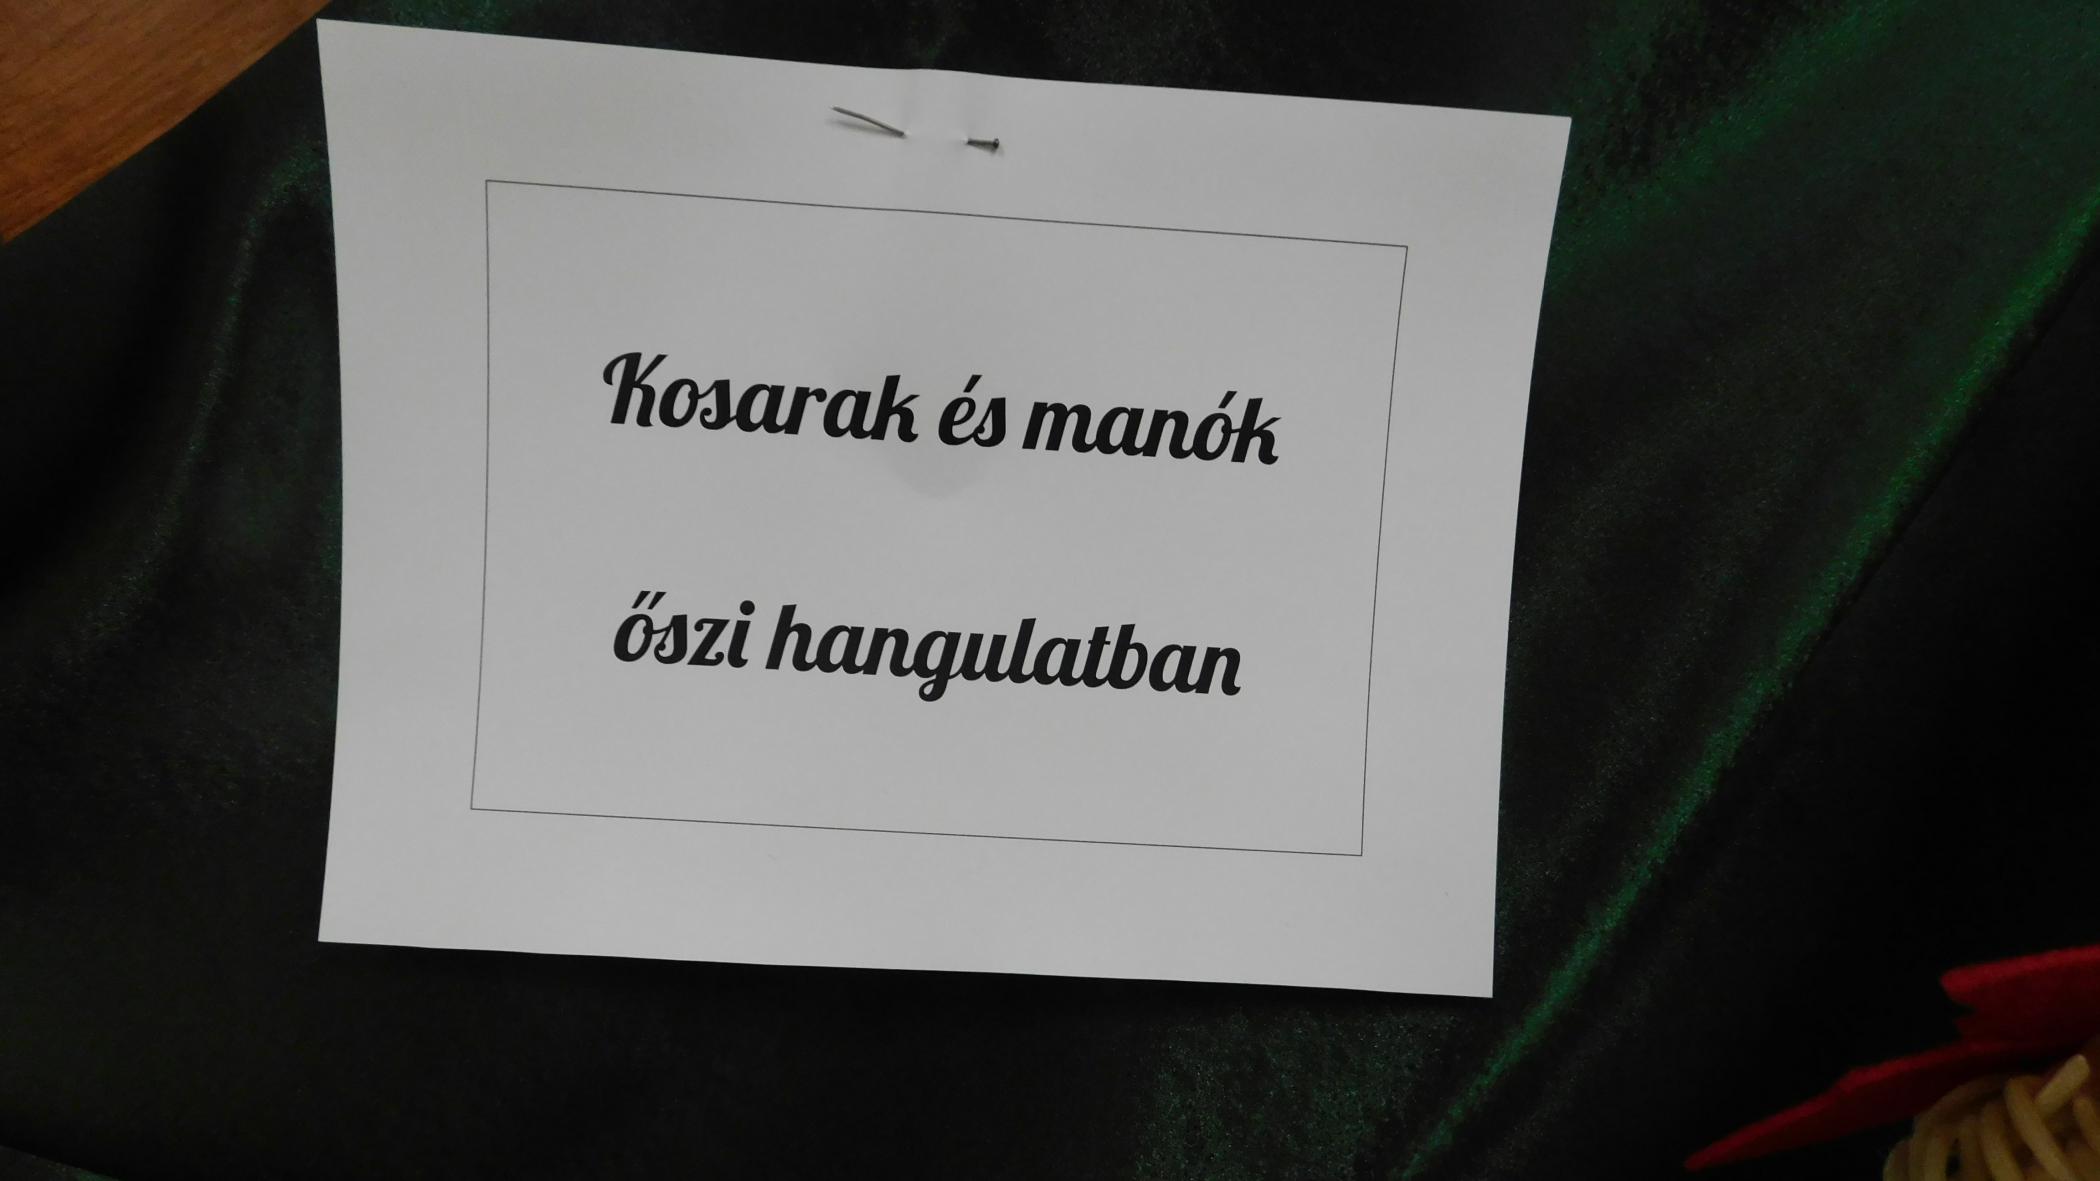 Kosarak és manók
őszi hangulatban